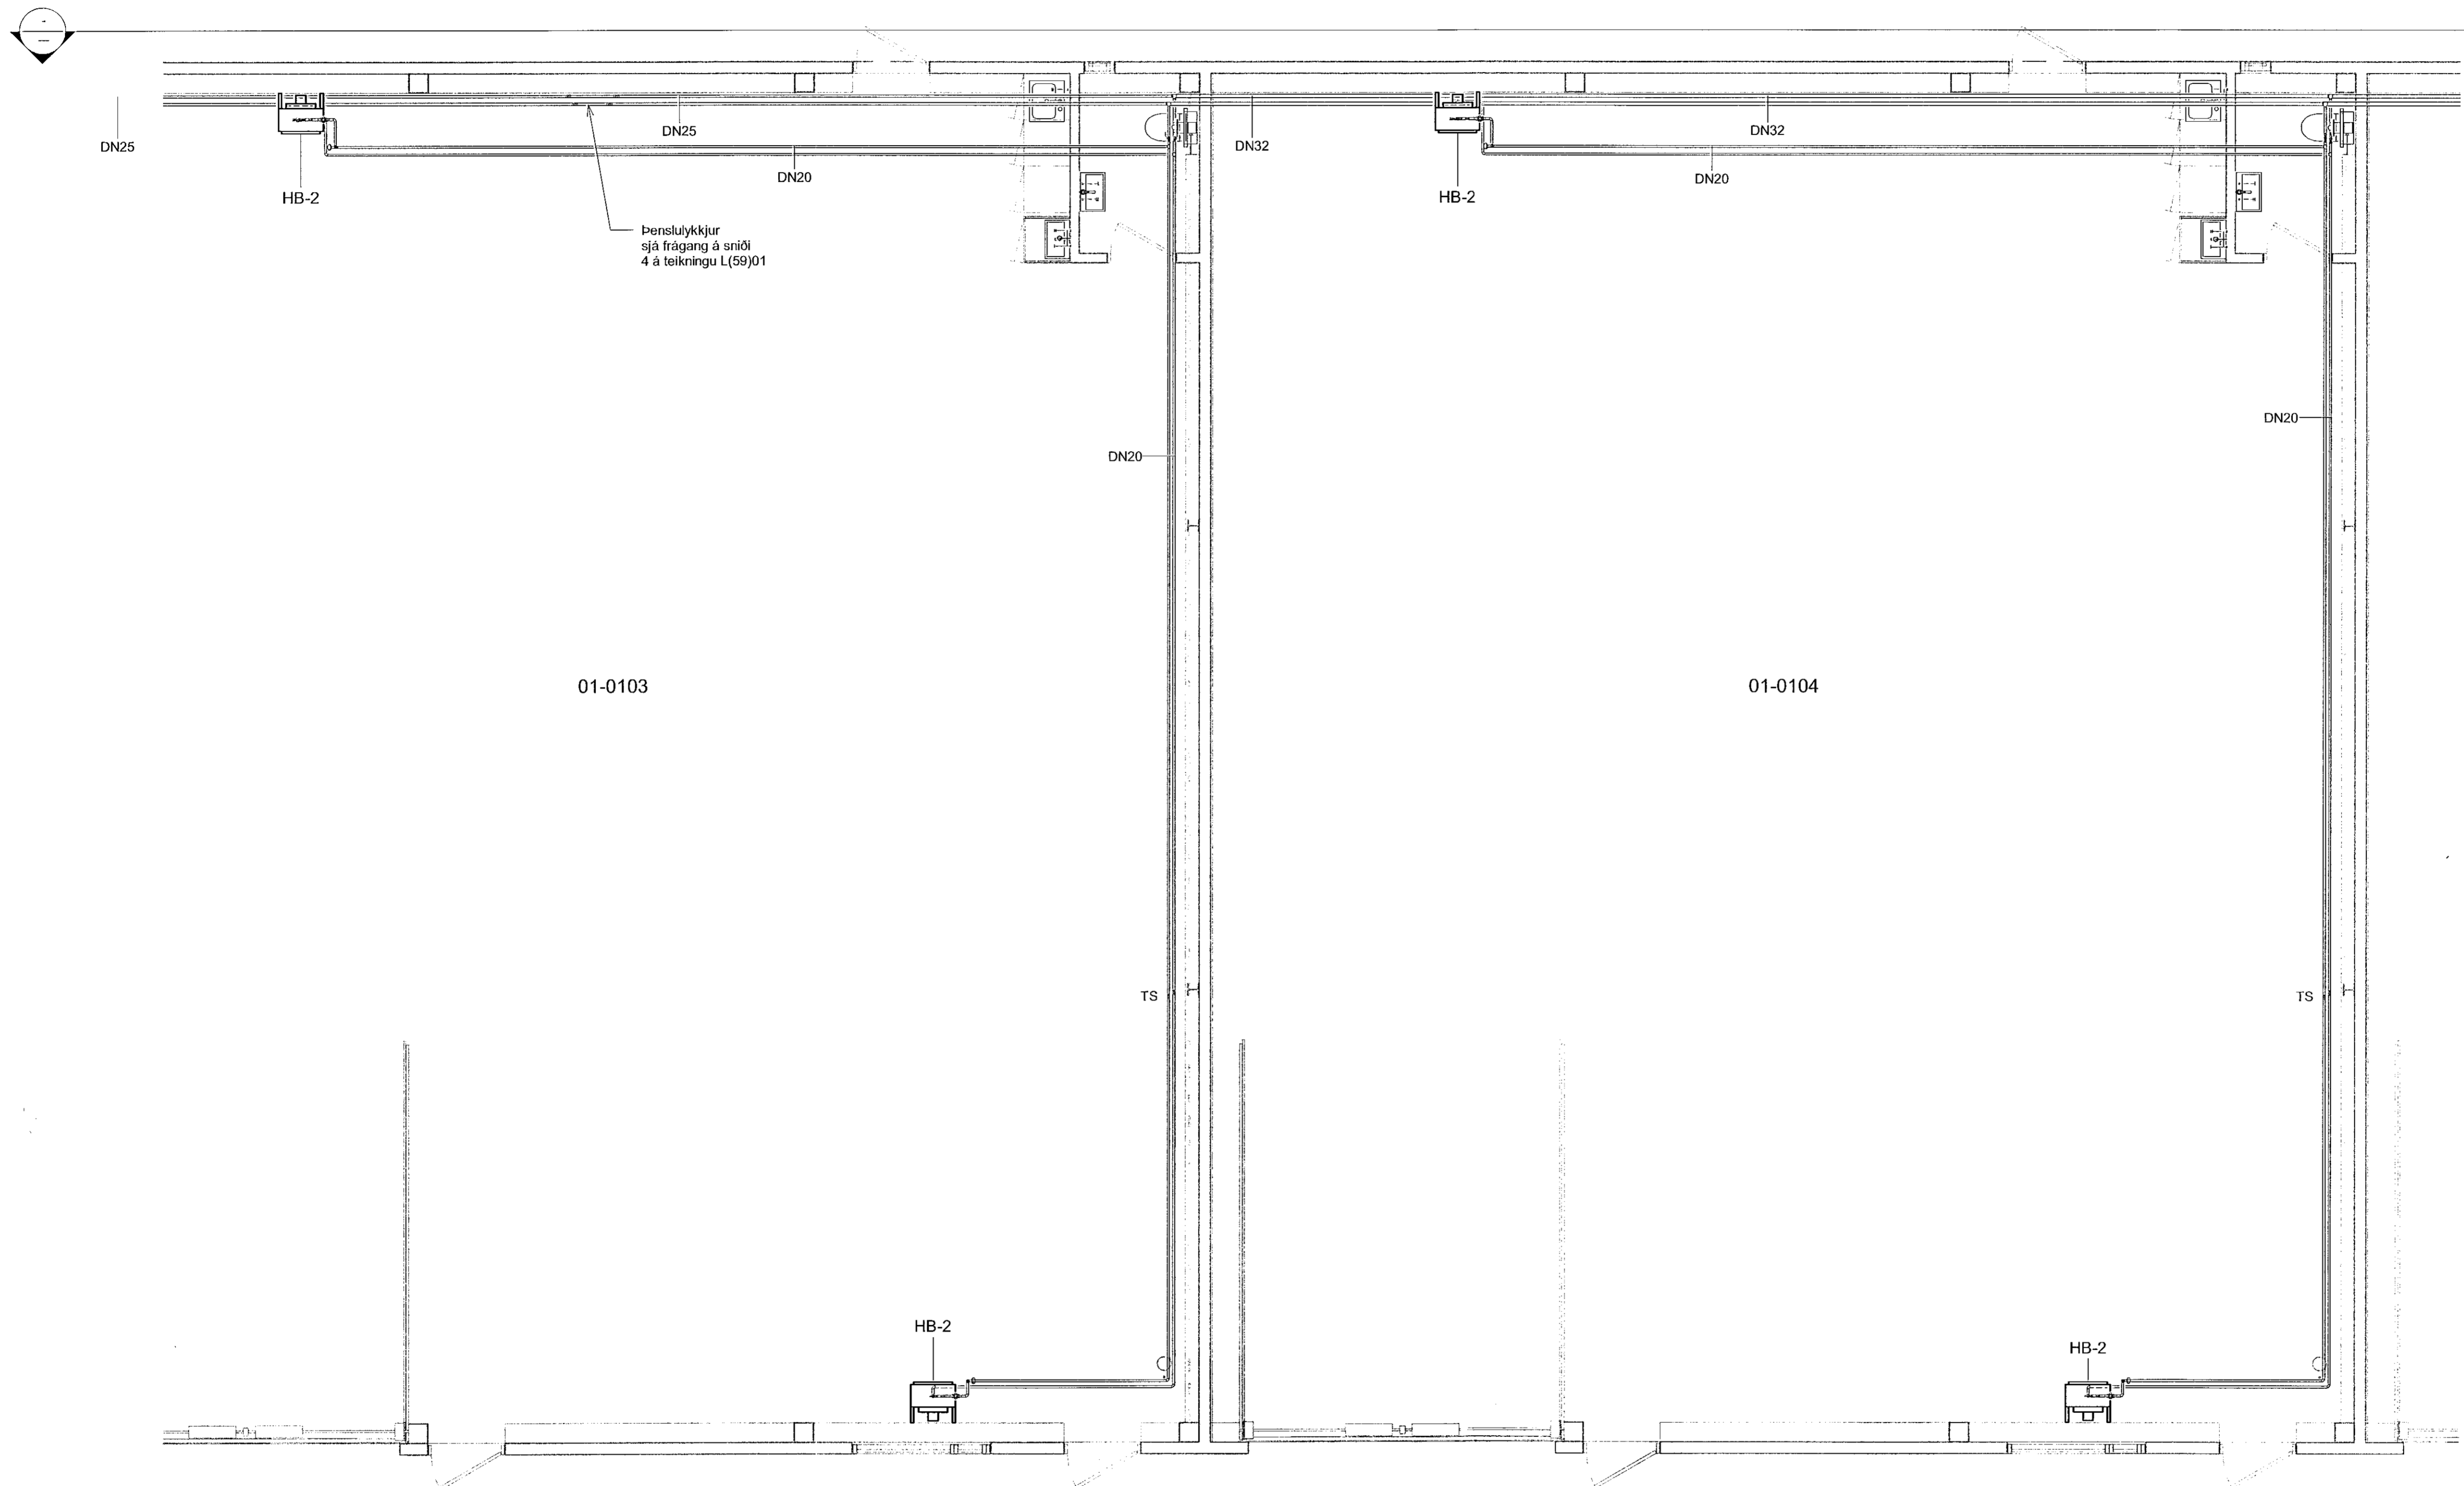 DN25
DN25
DN32
DN32
DN20
DN20
HB-2
HB-2
Þenslulykkjur
sjá frágang á sniði
4 á teikningu L(59)01
DN20
DN20
01-0103
01-0104
TS
TS
HB-2
HB-2